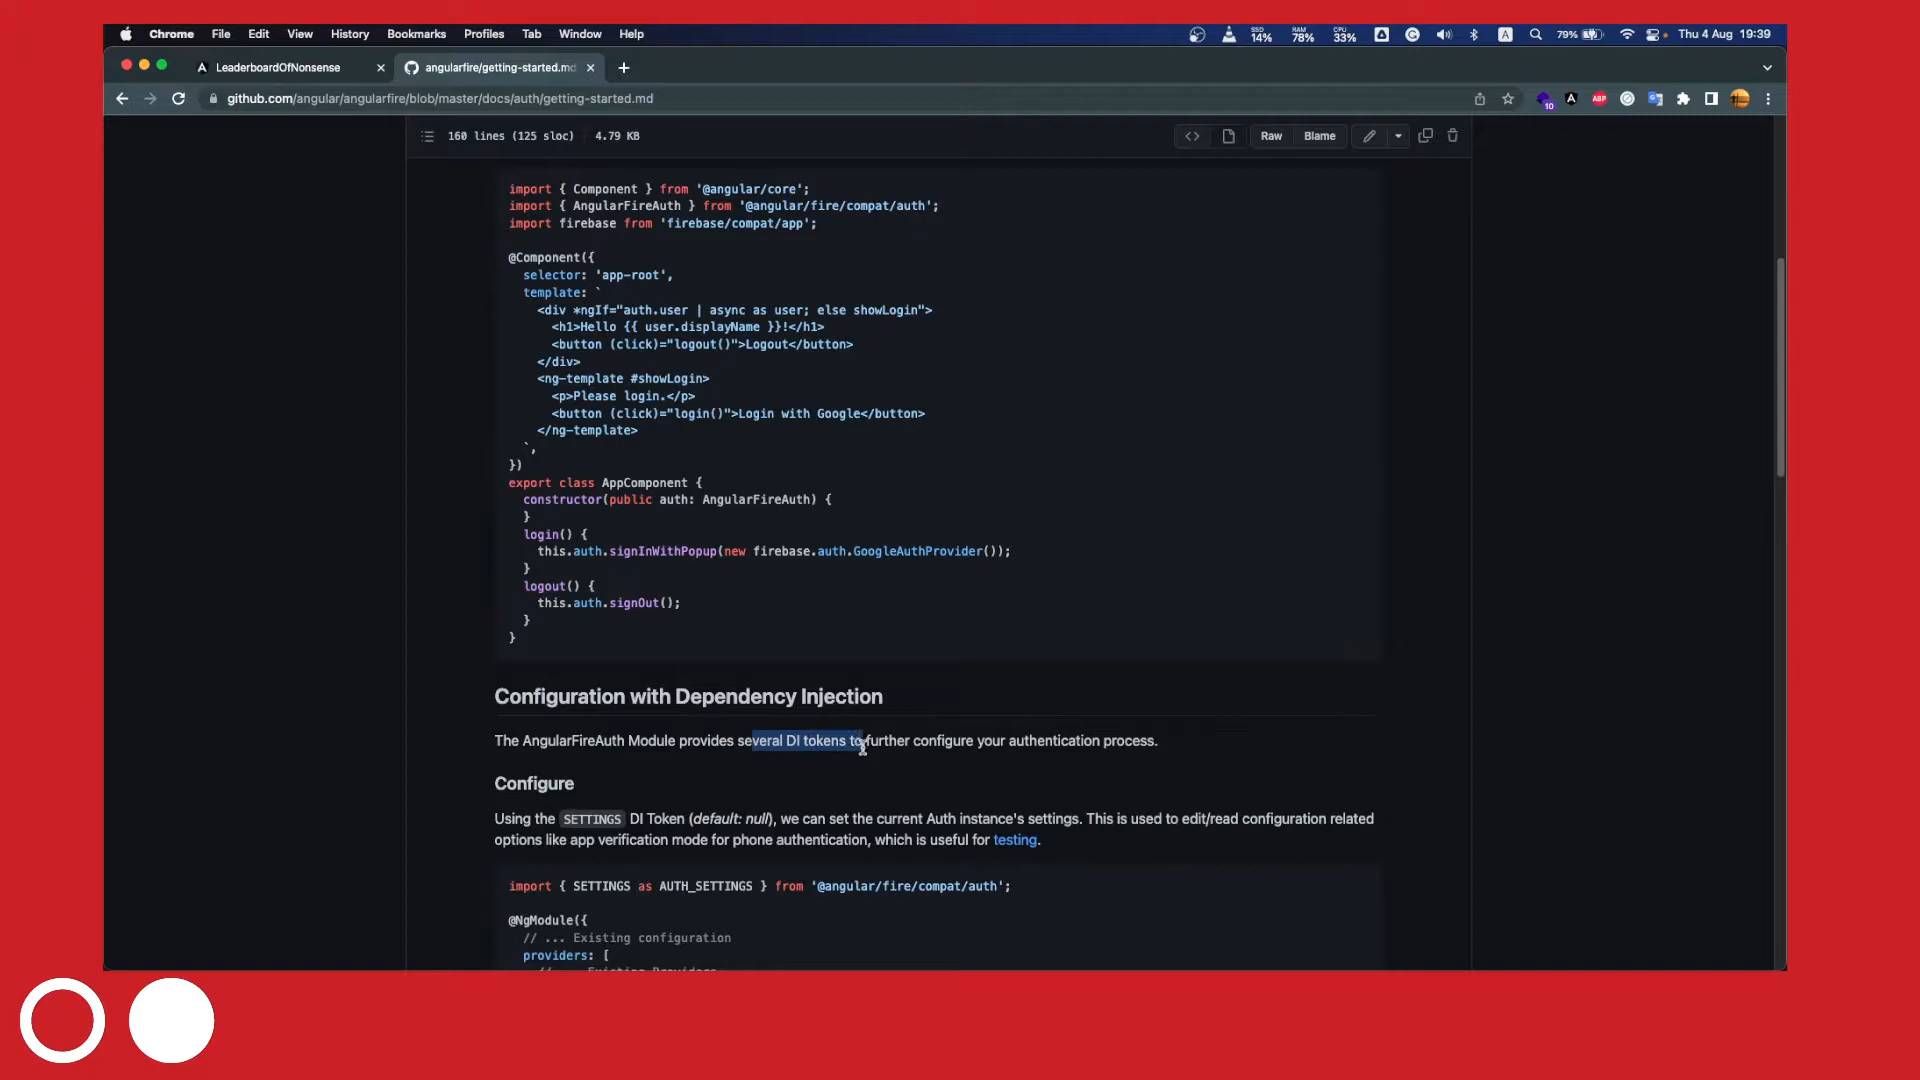 Chrome File Edit View History Bookmarks Profiles Tab Window Help
SSD 14% RAM 78% CPU 33% A 79% Thu 4 Aug 19:39
LeaderboardOfNonsense
angularfire/getting-started.md
github.com/angular/angularfire/blob/master/docs/auth/getting-started.md
10 ABP
160 lines (125 sloc) 4.79 KB
Raw Blame
import { Component } from '@angular/core';
import { AngularFireAuth } from '@angular/fire/compat/auth';
import firebase from 'firebase/compat/app';
@Component({
selector: 'app-root',
template: `
<div *ngIf="auth.user | async as user; else showLogin">
<h1>Hello {{ user.displayName }}!</h1>
<button (click)="logout()">Logout</button>
</div>
<ng-template #showLogin>
<p>Please login.</p>
<button (click)="login()">Login with Google</button>
</ng-template>
`,
})
export class AppComponent {
constructor(public auth: AngularFireAuth) {
}
login() {
this.auth.signInWithPopup(new firebase.auth.GoogleAuthProvider());
}
logout() {
this.auth.signOut();
}
}
Configuration with Dependency Injection
The AngularFireAuth Module provides several DI tokens to further configure your authentication process.
Configure
Using the SETTINGS DI Token (default: null), we can set the current Auth instance's settings. This is used to edit/read configuration related
options like app verification mode for phone authentication, which is useful for testing.
import { SETTINGS as AUTH_SETTINGS } from '@angular/fire/compat/auth';
@NgModule({
// ... Existing configuration
providers: [